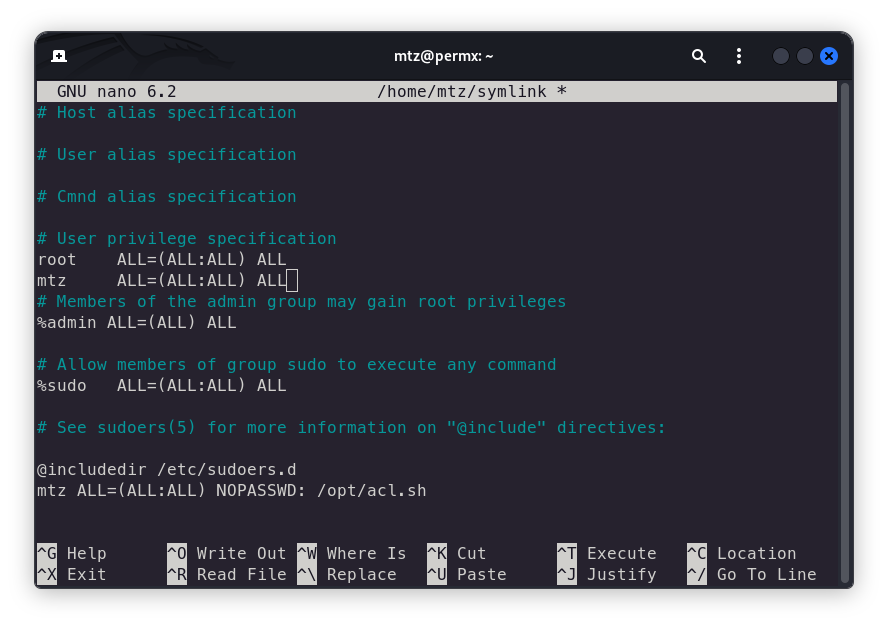 mtz@permx: ~
GNU nano 6.2 /home/mtz/symlink *
# Host alias specification
# User alias specification
# Cmnd alias specification
# User privilege specification
root    ALL=(ALL:ALL) ALL
mtz     ALL=(ALL:ALL) ALL
# Members of the admin group may gain root privileges
%admin ALL=(ALL) ALL
# Allow members of group sudo to execute any command
%sudo   ALL=(ALL:ALL) ALL
# See sudoers(5) for more information on "@include" directives:
@includedir /etc/sudoers.d
mtz ALL=(ALL:ALL) NOPASSWD: /opt/acl.sh
^G Help ^O Write Out ^W Where Is ^K Cut ^T Execute ^C Location
^X Exit ^R Read File ^\ Replace ^U Paste ^J Justify ^/ Go To Line